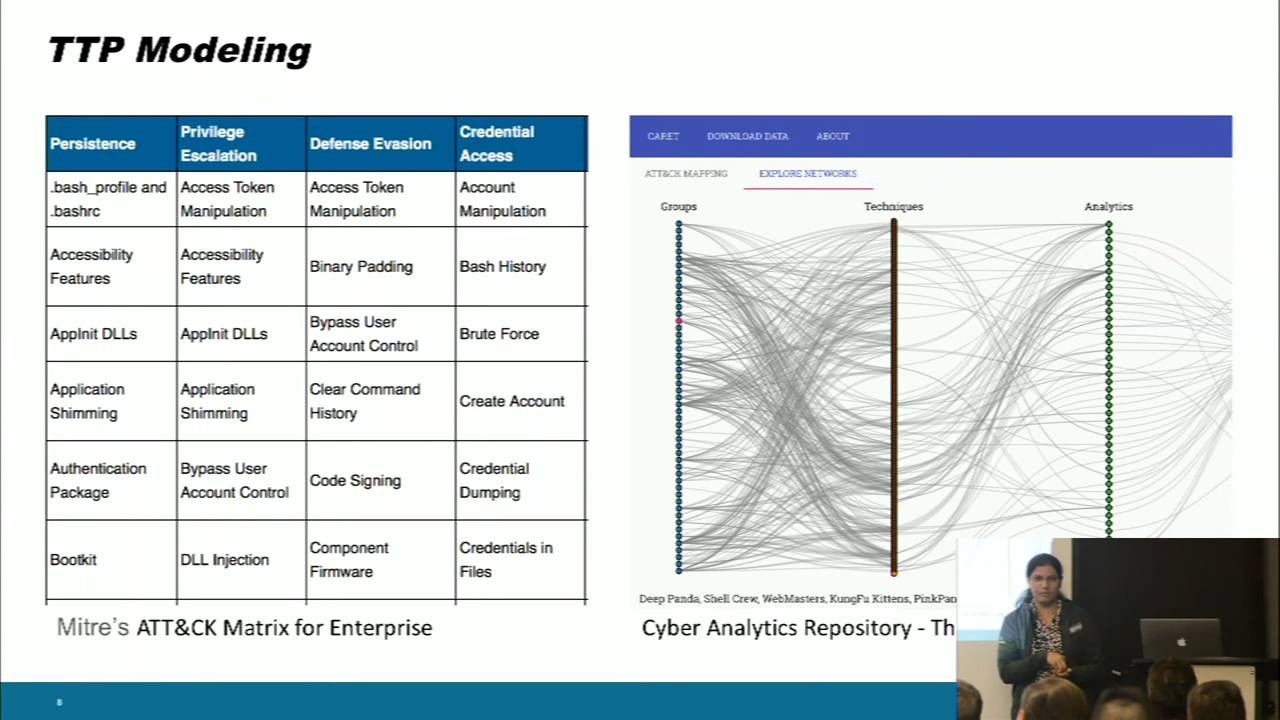 TTP Modeling
Persistence
Privilege
Escalation
Defense Evasion
Credential
Access
.bash_profile and
.bashrc
Access Token
Manipulation
Access Token
Manipulation
Account
Manipulation
Accessibility
Features
Accessibility
Features
Binary Padding
Bash History
AppInit DLLs
AppInit DLLs
Bypass User
Account Control
Brute Force
Application
Shimming
Application
Shimming
Clear Command
History
Create Account
Authentication
Package
Bypass User
Account Control
Code Signing
Credential
Dumping
Bootkit
DLL Injection
Component
Firmware
Credentials in
Files
Mitre's ATT&CK Matrix for Enterprise
CARET DOWNLOAD DATA ABOUT
ATT&CK MAPPING EXPLORE NETWORKS
Groups Techniques Analytics
Deep Panda, Shell Crew, WebMasters, KungFu Kittens, PinkPan
Cyber Analytics Repository - Th
8